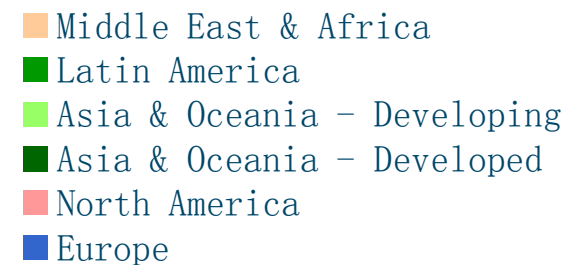 Middle East & Africa
Latin America
Asia & Oceania - Developing
Asia & Oceania - Developed
North America
Europe